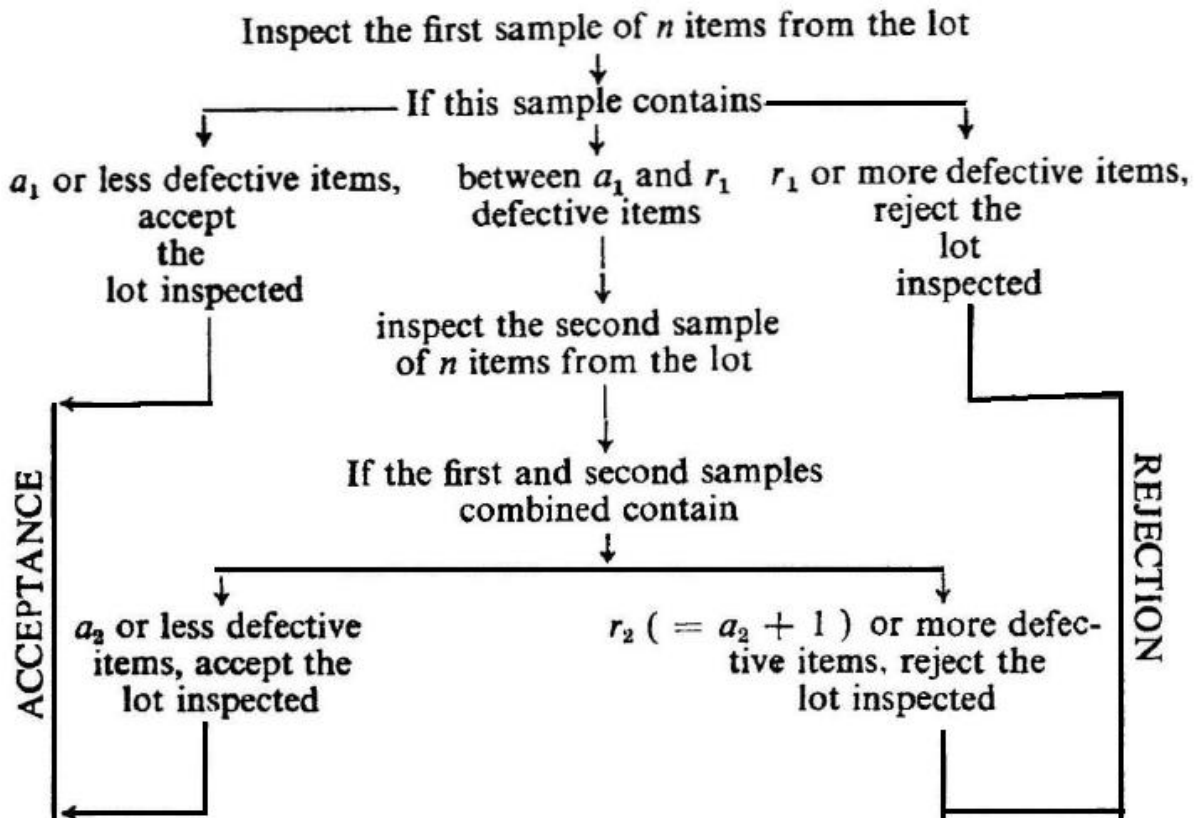 Inspect the first sample of n items from the lot
If this sample contains
a₁ or less defective items,
accept
the
lot inspected
between a₁ and r₁
defective items
r₁ or more defective items,
reject the
lot
inspected
inspect the second sample
of n items from the lot
If the first and second samples
combined contain
a₂ or less defective
items, accept the
lot inspected
r₂ ( = a₂ + 1 ) or more defec-
tive items, reject the
lot inspected
ACCEPTANCE
REJECTION